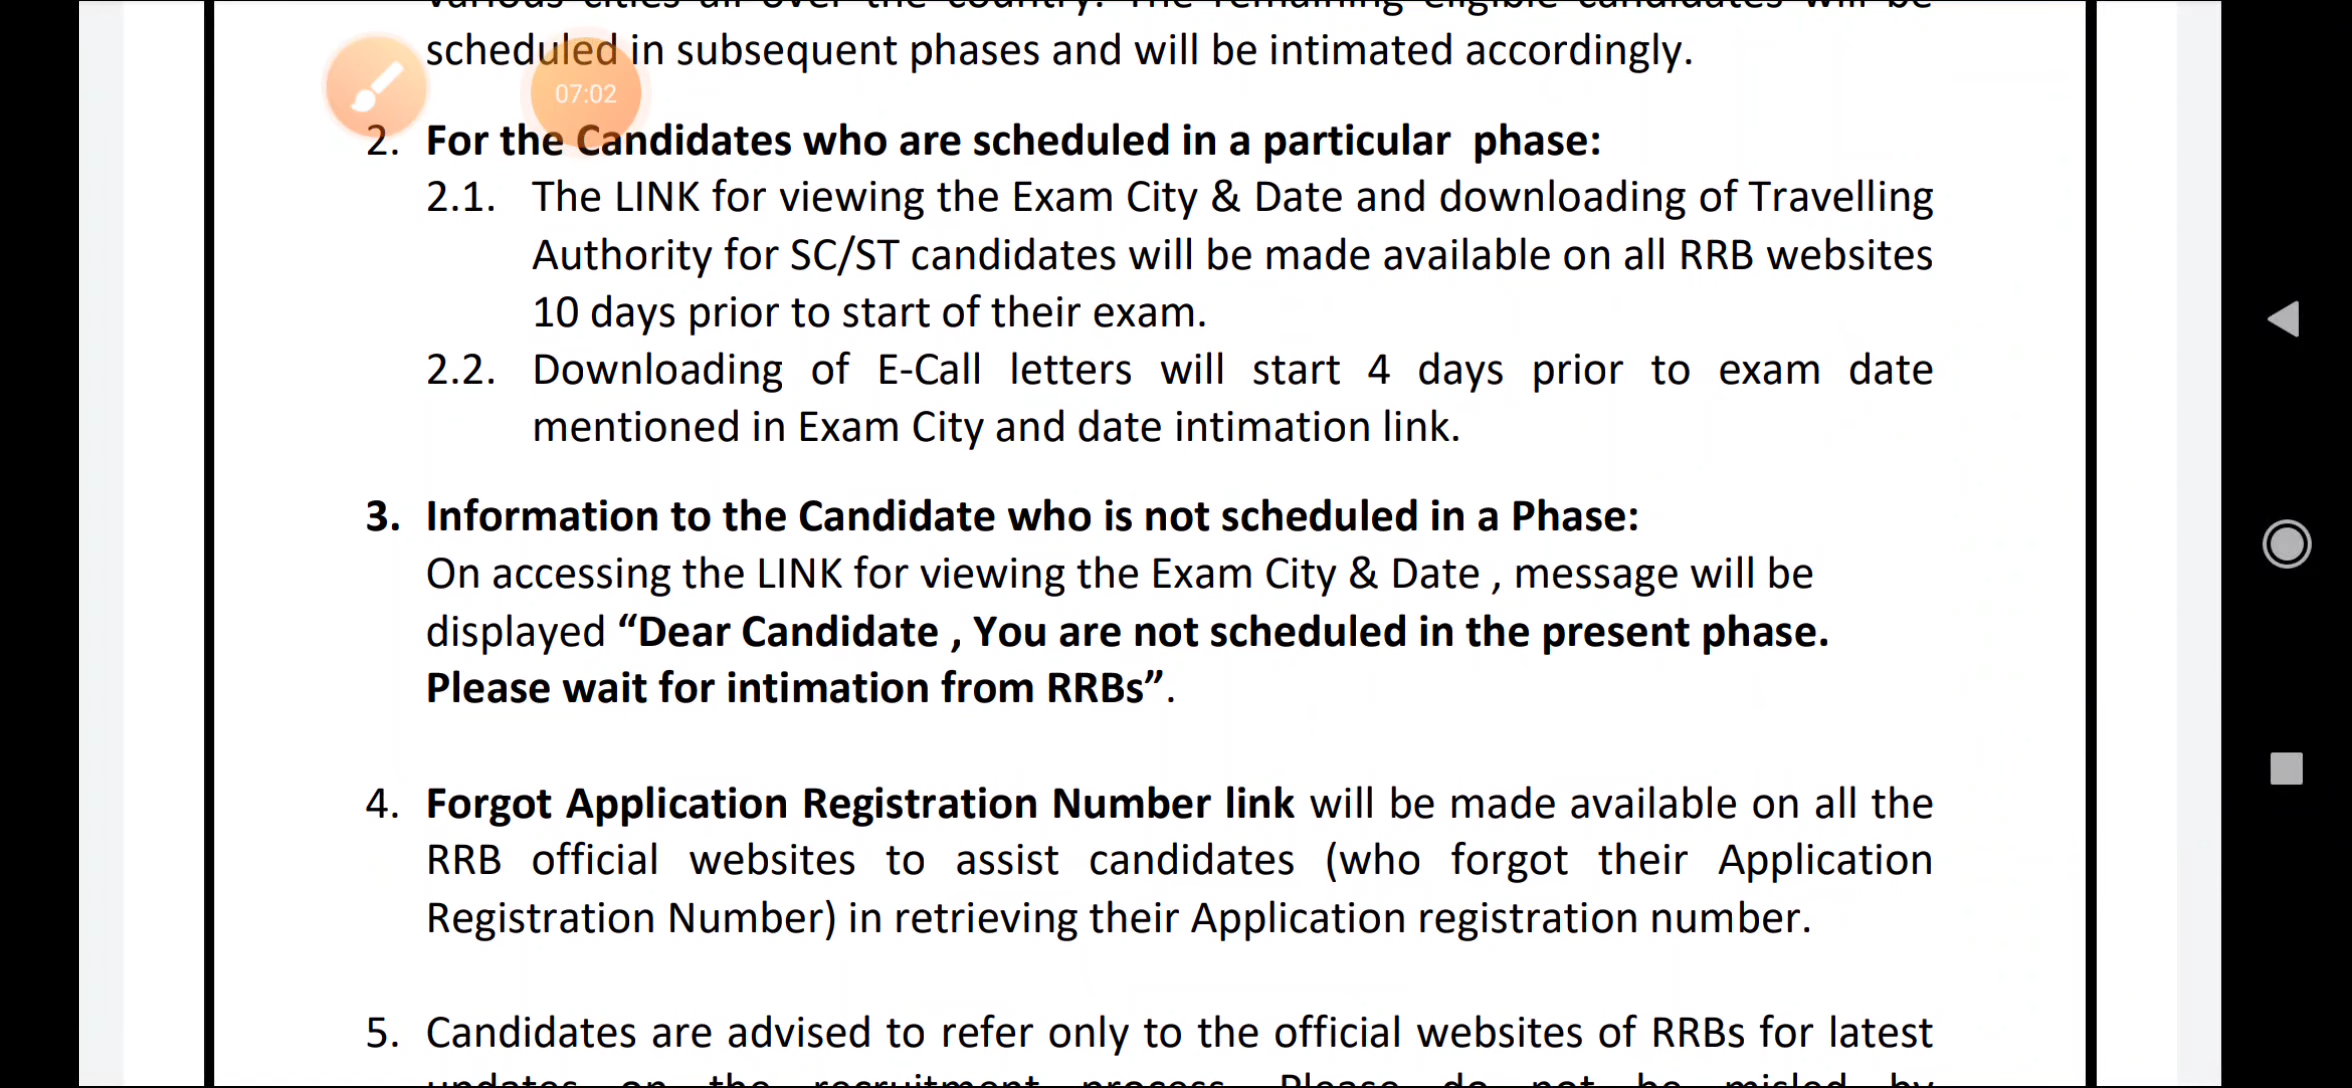 scheduled in subsequent phases and will be intimated accordingly.
07:02
2. For the Candidates who are scheduled in a particular phase:
2.1. The LINK for viewing the Exam City & Date and downloading of Travelling
Authority for SC/ST candidates will be made available on all RRB websites
10 days prior to start of their exam.
2.2. Downloading of E-Call letters will start 4 days prior to exam date
mentioned in Exam City and date intimation link.
3. Information to the Candidate who is not scheduled in a Phase:
On accessing the LINK for viewing the Exam City & Date , message will be
displayed “Dear Candidate , You are not scheduled in the present phase.
Please wait for intimation from RRBs”.
4. Forgot Application Registration Number link will be made available on all the
RRB official websites to assist candidates (who forgot their Application
Registration Number) in retrieving their Application registration number.
5. Candidates are advised to refer only to the official websites of RRBs for latest